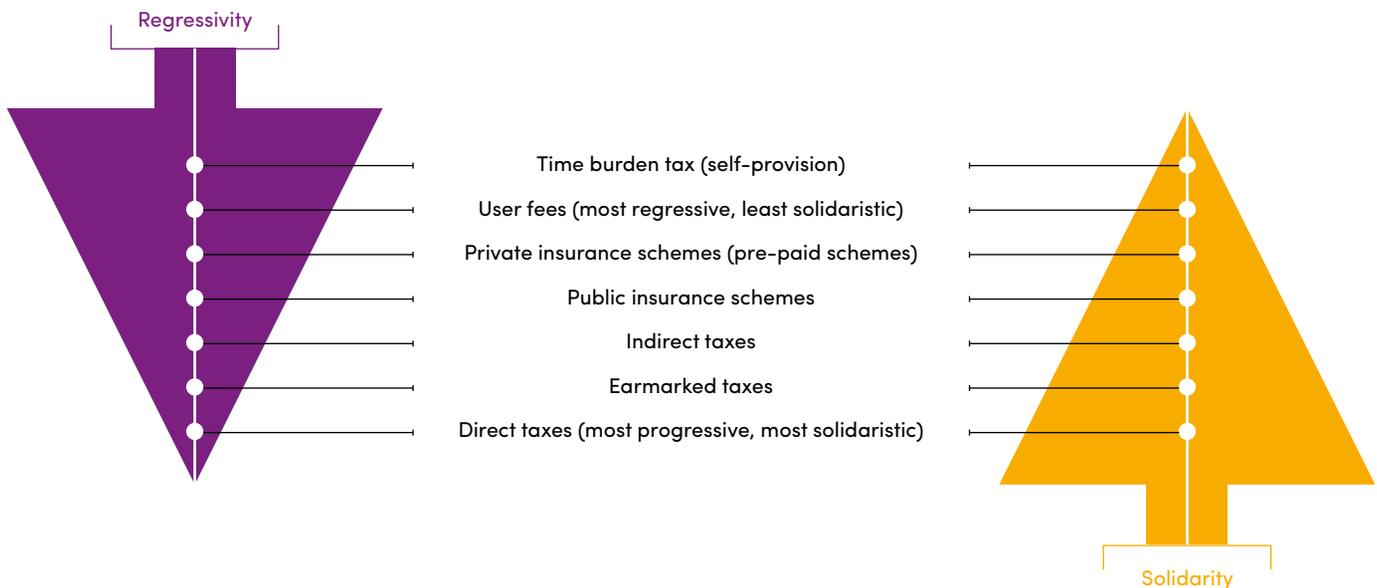 Regressivity
Time burden tax (self-provision)
User fees (most regressive, least solidaristic)
Private insurance schemes (pre-paid schemes)
Public insurance schemes
Indirect taxes
Earmarked taxes
Direct taxes (most progressive, most solidaristic)
Solidarity